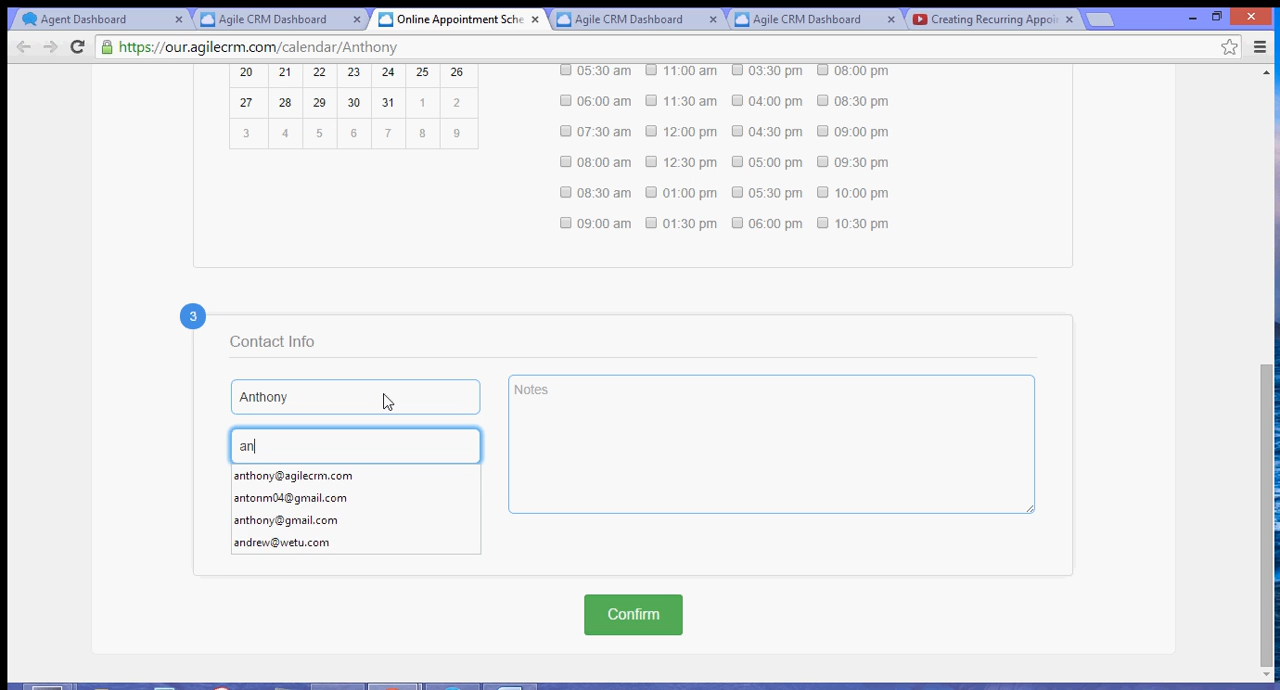 Agent Dashboard
Agile CRM Dashboard
Online Appointment Sche
Agile CRM Dashboard
Agile CRM Dashboard
Creating Recurring Appoi
https://our.agilecrm.com/calendar/Anthony
20 21 22 23 24 25 26
27 28 29 30 31 1 2
3 4 5 6 7 8 9
05:30 am 11:00 am 03:30 pm 08:00 pm
06:00 am 11:30 am 04:00 pm 08:30 pm
07:30 am 12:00 pm 04:30 pm 09:00 pm
08:00 am 12:30 pm 05:00 pm 09:30 pm
08:30 am 01:00 pm 05:30 pm 10:00 pm
09:00 am 01:30 pm 06:00 pm 10:30 pm
3
Contact Info
Anthony
Notes
an
anthony@agilecrm.com
antonm04@gmail.com
anthony@gmail.com
andrew@wetu.com
Confirm